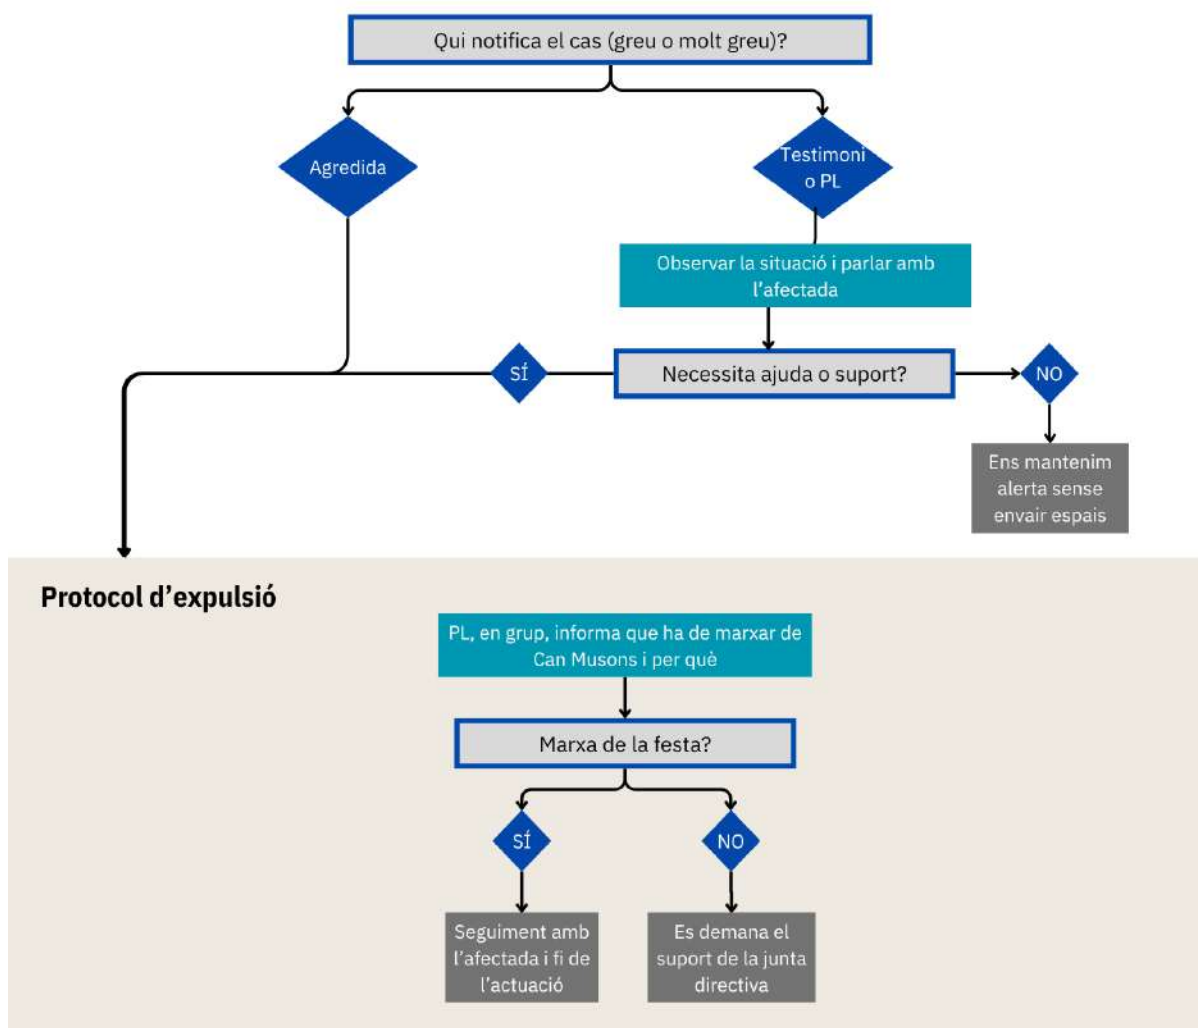 Qui notifica el cas (greu o molt greu)?
Agredida
Testimoni
o PL
Observar la situació i parlar amb
l'afectada
SÍ
Necessita ajuda o suport?
NO
Ens mantenim
alerta sense
envair espais
Protocol d'expulsió
PL, en grup, informa que ha de marxar de
Can Musons i per què
Marxa de la festa?
SÍ
NO
Seguiment amb
l'afectada i fi de
l'actuació
Es demana el
suport de la junta
directiva